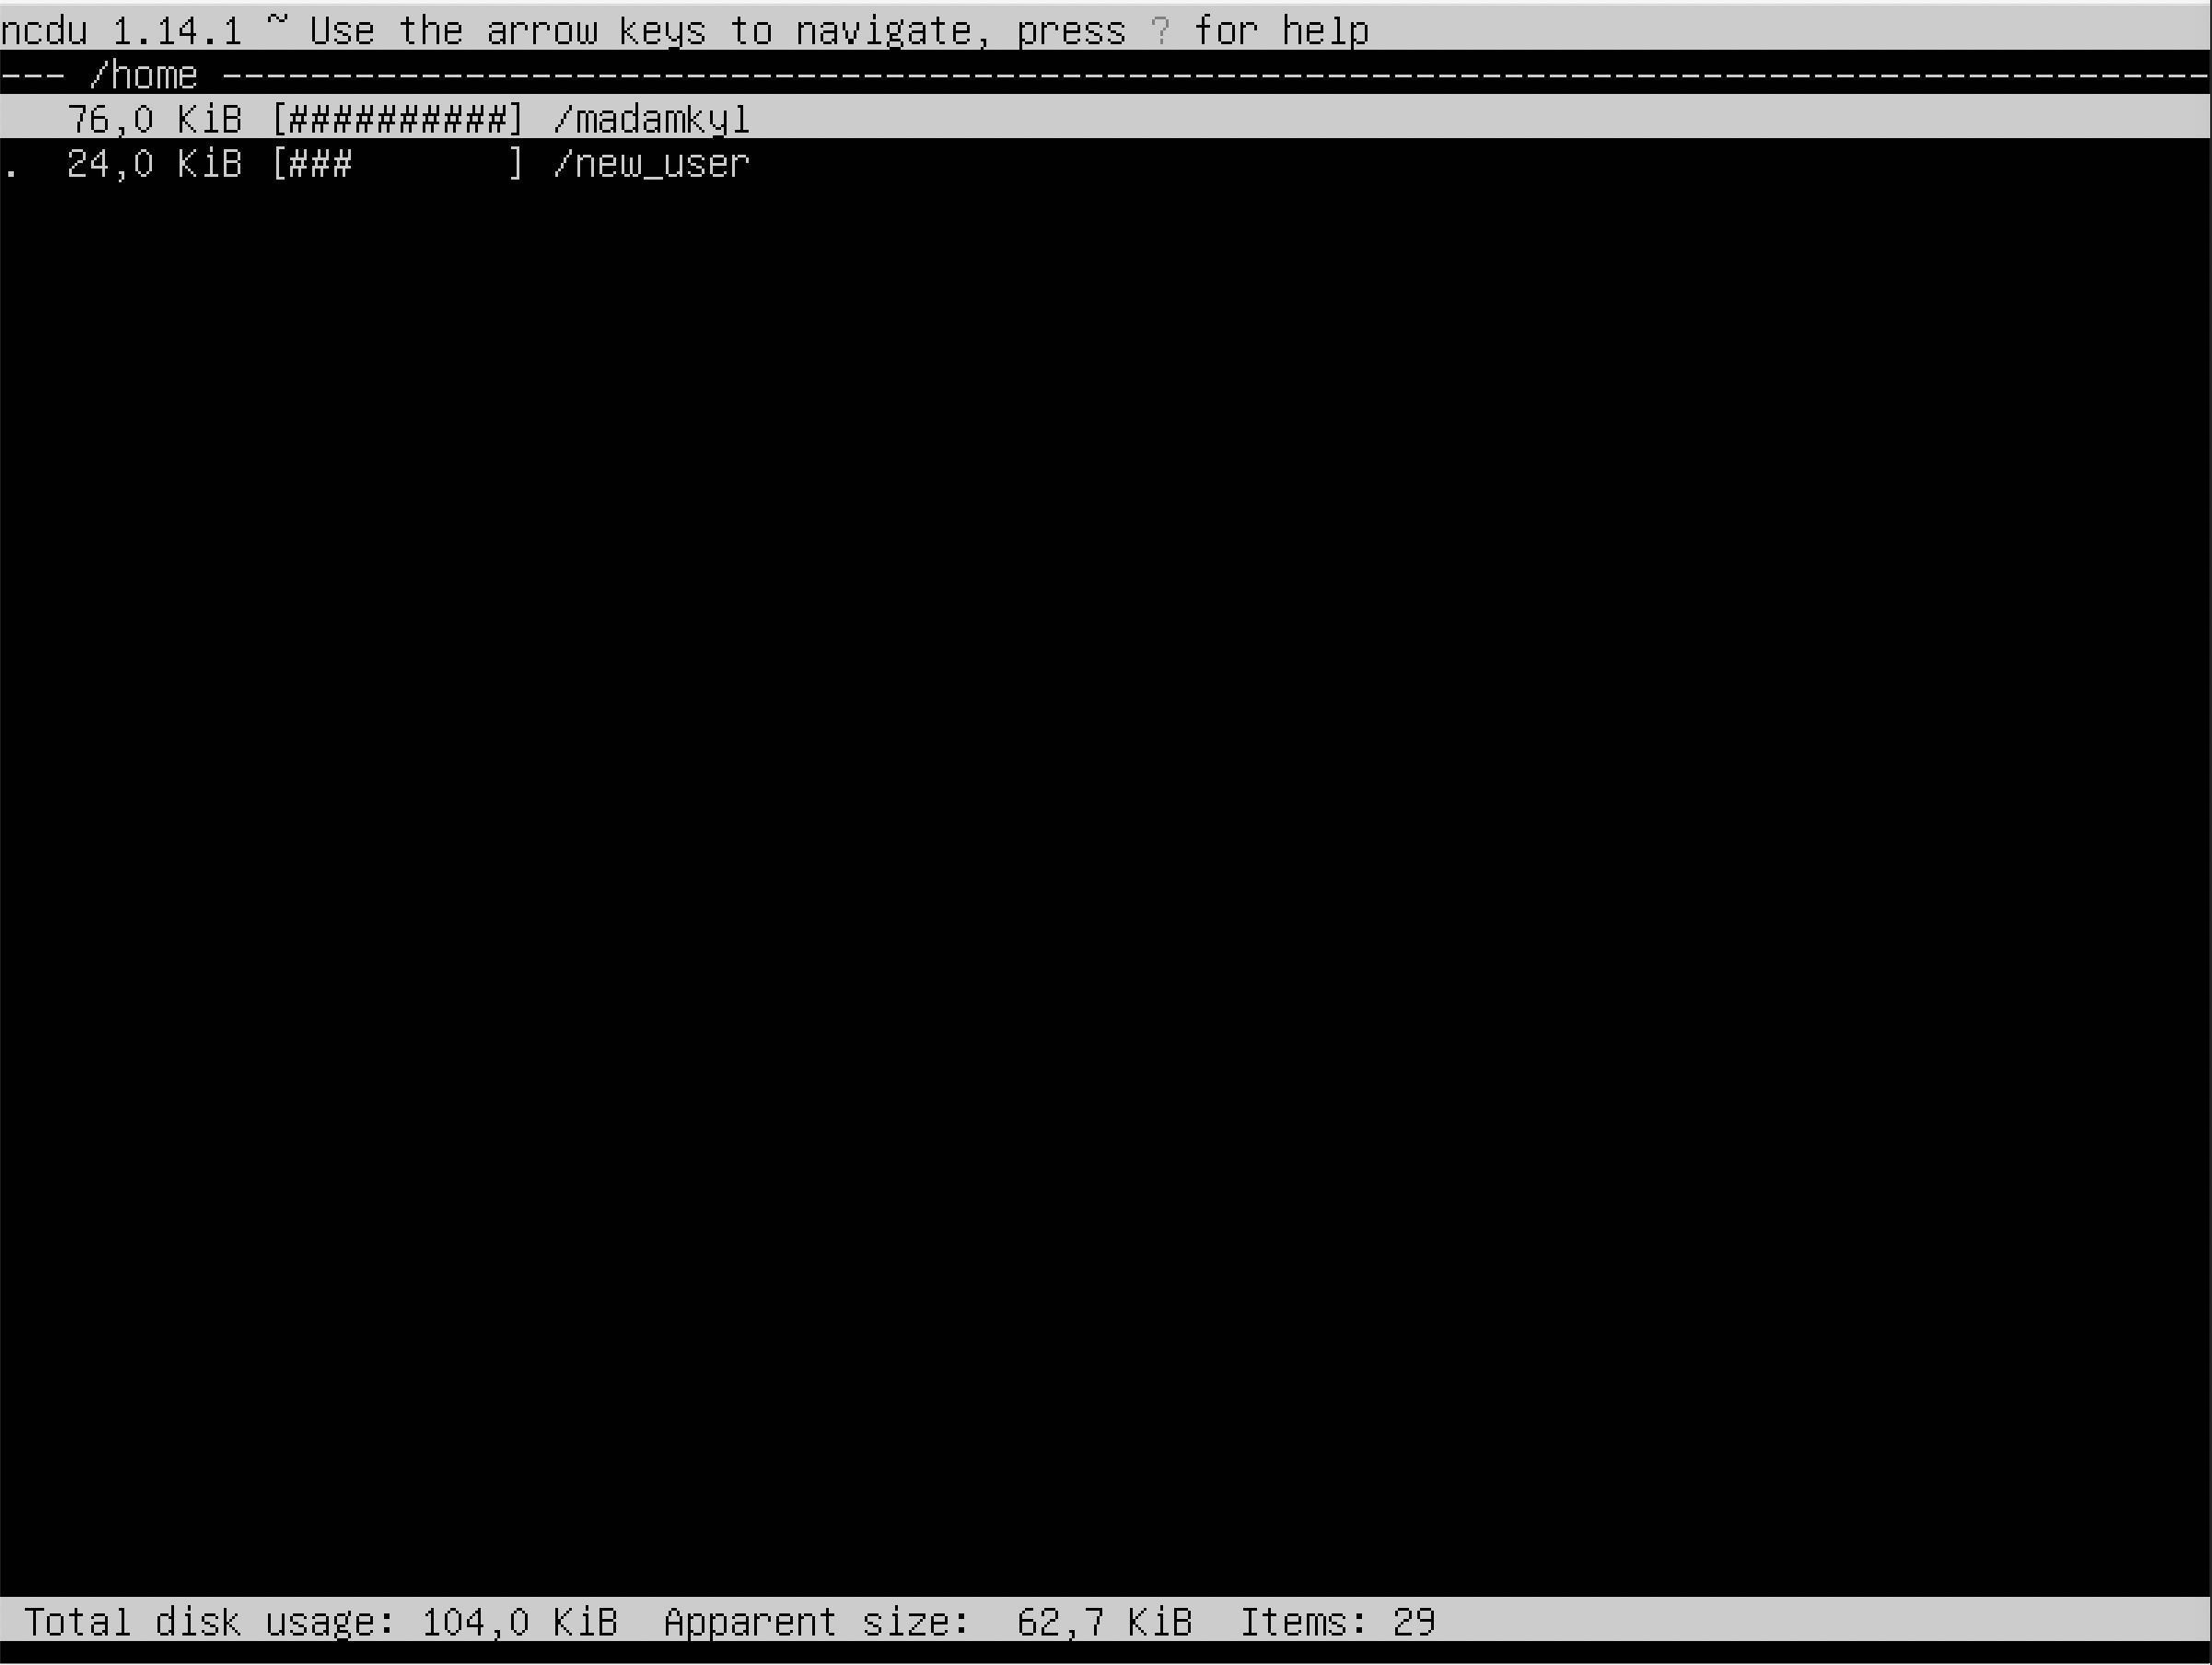 ncdu 1.14.1 ~ Use the arrow keys to navigate, press ? for help
--- /home ------------------------------------------------------------------------------------------
   76,0 KiB [##########] /madamkyl
.  24,0 KiB [###       ] /new_user
 Total disk usage: 104,0 KiB  Apparent size:  62,7 KiB  Items: 29